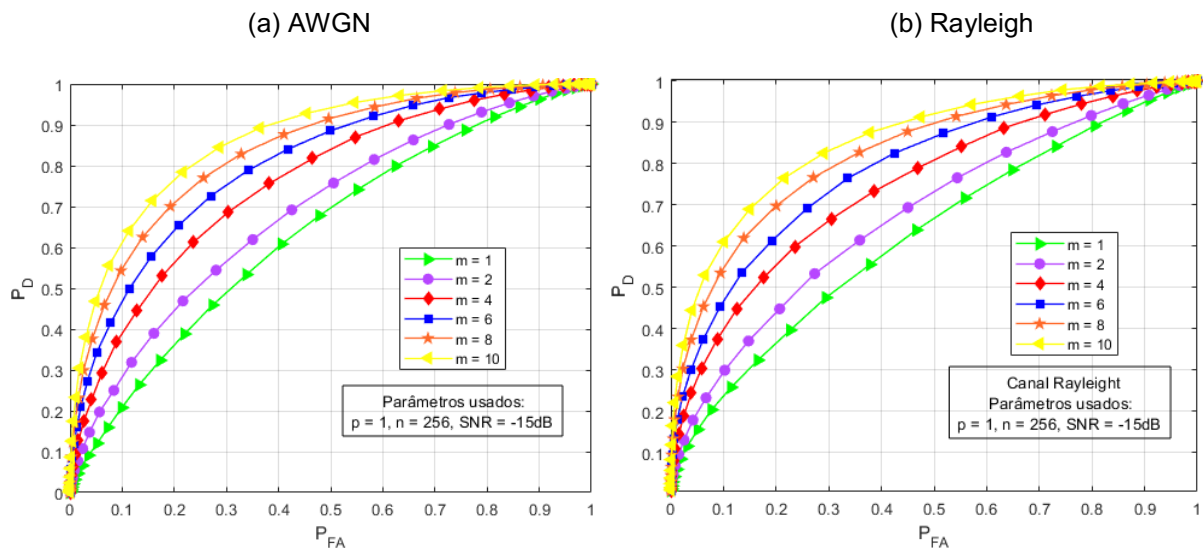 (a) AWGN
(b) Rayleigh
1
0.9
0.8
0.7
0.6
0.5
0.4
0.3
0.2
0.1
0
P_D
0 0.1 0.2 0.3 0.4 0.5 0.6 0.7 0.8 0.9 1
P_FA
m = 1
m = 2
m = 4
m = 6
m = 8
m = 10
Parâmetros usados:
p = 1, n = 256, SNR = -15dB
1
0.9
0.8
0.7
0.6
0.5
0.4
0.3
0.2
0.1
0
P_D
0 0.1 0.2 0.3 0.4 0.5 0.6 0.7 0.8 0.9 1
P_FA
m = 1
m = 2
m = 4
m = 6
m = 8
m = 10
Canal Rayleight
Parâmetros usados:
p = 1, n = 256, SNR = -15dB